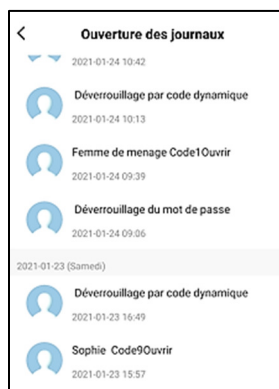 Ouverture des journaux
2021-01-24 10:42
Déverrouillage par code dynamique
2021-01-24 10:13
Femme de menage Code1Ouvrir
2021-01-24 09:39
Déverrouillage du mot de passe
2021-01-24 09:06
2021-01-23 (Samedi)
Déverrouillage par code dynamique
2021-01-23 16:49
Sophie Code9Ouvrir
2021-01-23 15:57